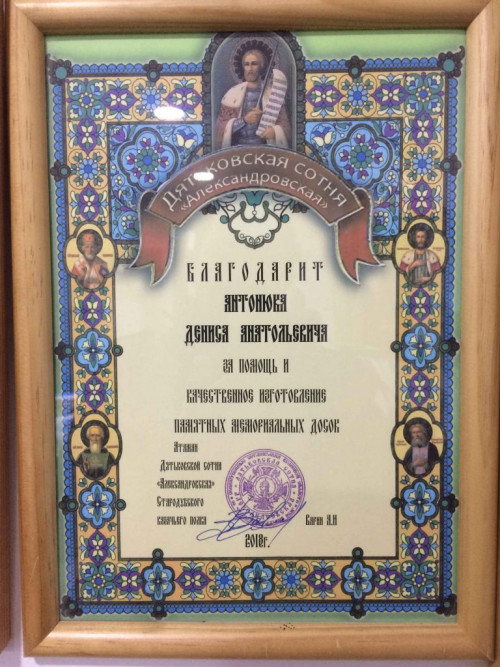 Дятьковская сотня
"Александровская"
БЛАГОДАРИТ
АНТОНЮКА
ДЕНИСА АНАТОЛЬЕВИЧА
ЗА ПОМОЩЬ И
КАЧЕСТВЕННОЕ ИЗГОТОВЛЕНИЕ
ПАМЯТНЫХ МЕМОРИАЛЬНЫХ ДОСОК
Атаман
Дятьковской сотни
«Александровская»
Стародубского
казачьего полка
Варин А.И
2018г.